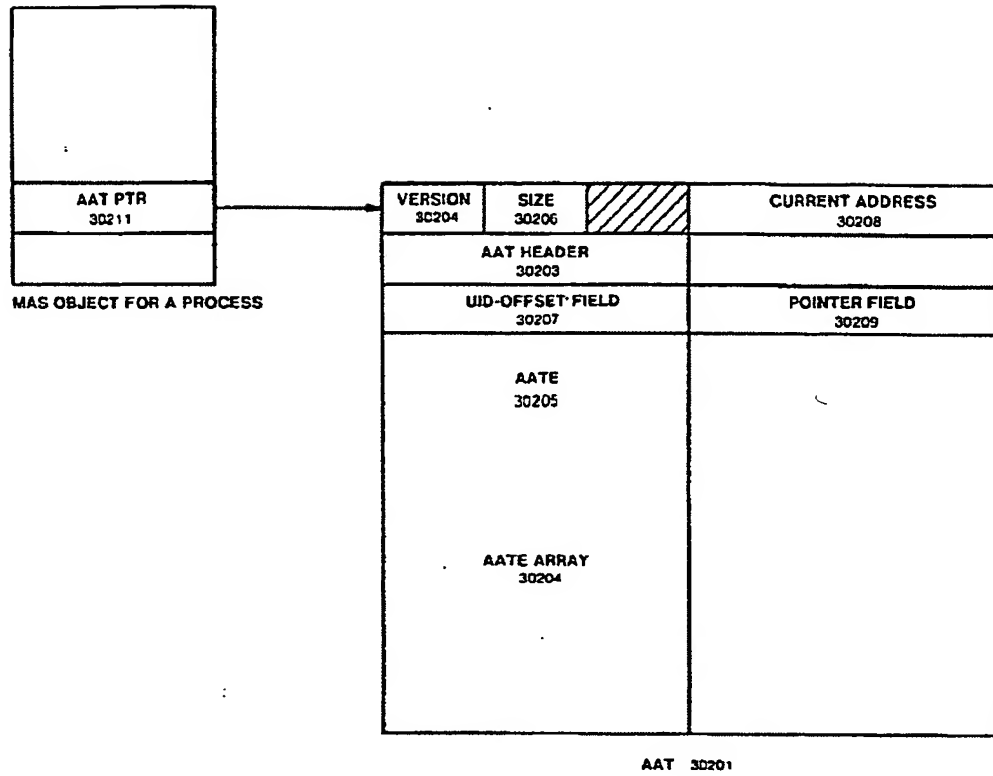 AAT PTR
30211
MAS OBJECT FOR A PROCESS
VERSION
30204
SIZE
30206
CURRENT ADDRESS
30208
AAT HEADER
30203
UID-OFFSET FIELD
30207
POINTER FIELD
30209
AATE
30205
AATE ARRAY
30204
AAT 30201